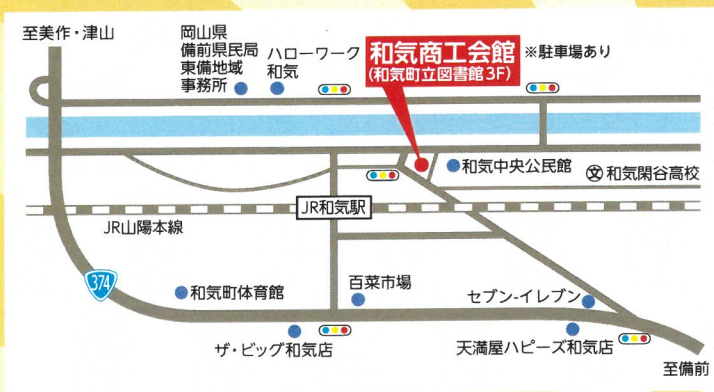 至美作・津山
岡山県
備前県民局
東備地域
事務所
ハローワーク
和気
和気商工会館
(和気町立図書館3F)
※駐車場あり
和気中央公民館
文 和気閑谷高校
JR和気駅
JR山陽本線
374
和気町体育館
百菜市場
セブン-イレブン
ザ・ビッグ和気店
天満屋ハピーズ和気店
至備前